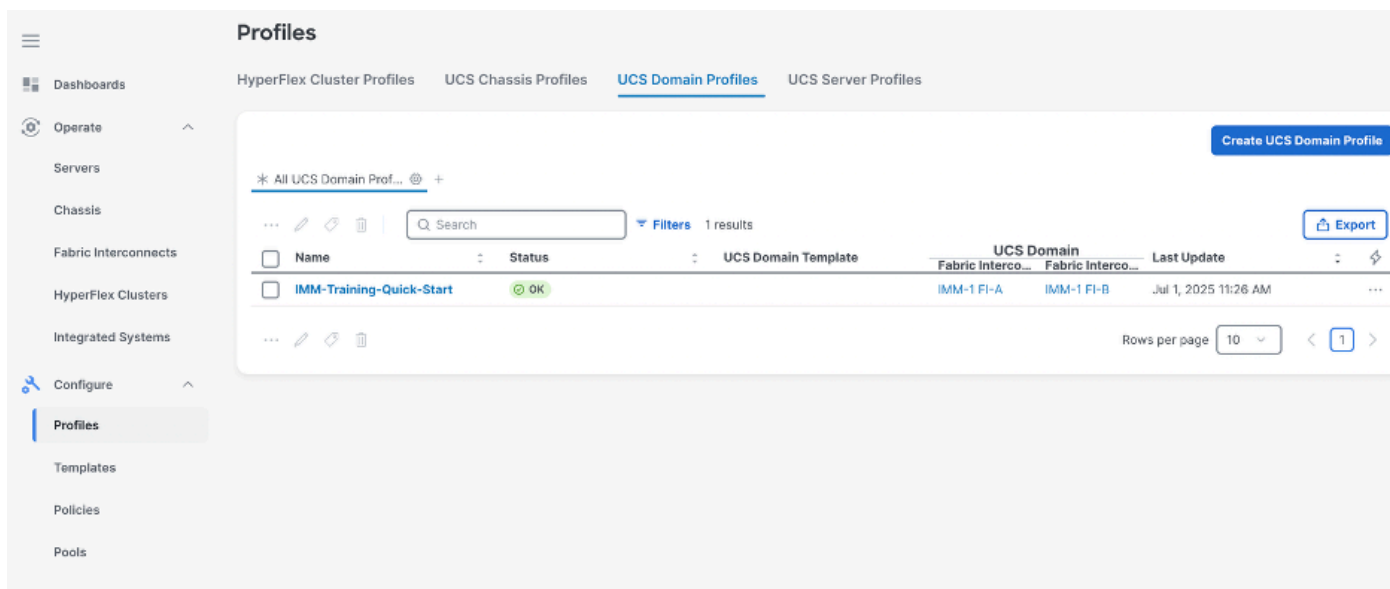 Profiles
HyperFlex Cluster Profiles UCS Chassis Profiles UCS Domain Profiles UCS Server Profiles
Dashboards
Operate
Servers
Chassis
Fabric Interconnects
HyperFlex Clusters
Integrated Systems
Configure
Profiles
Templates
Policies
Pools
Create UCS Domain Profile
All UCS Domain Prof... +
Search Filters 1 results Export
UCS Domain
Name Status UCS Domain Template Fabric Interco... Fabric Interco... Last Update
IMM-Training-Quick-Start OK IMM-1 FI-A IMM-1 FI-B Jul 1, 2025 11:26 AM ...
Rows per page 10 1